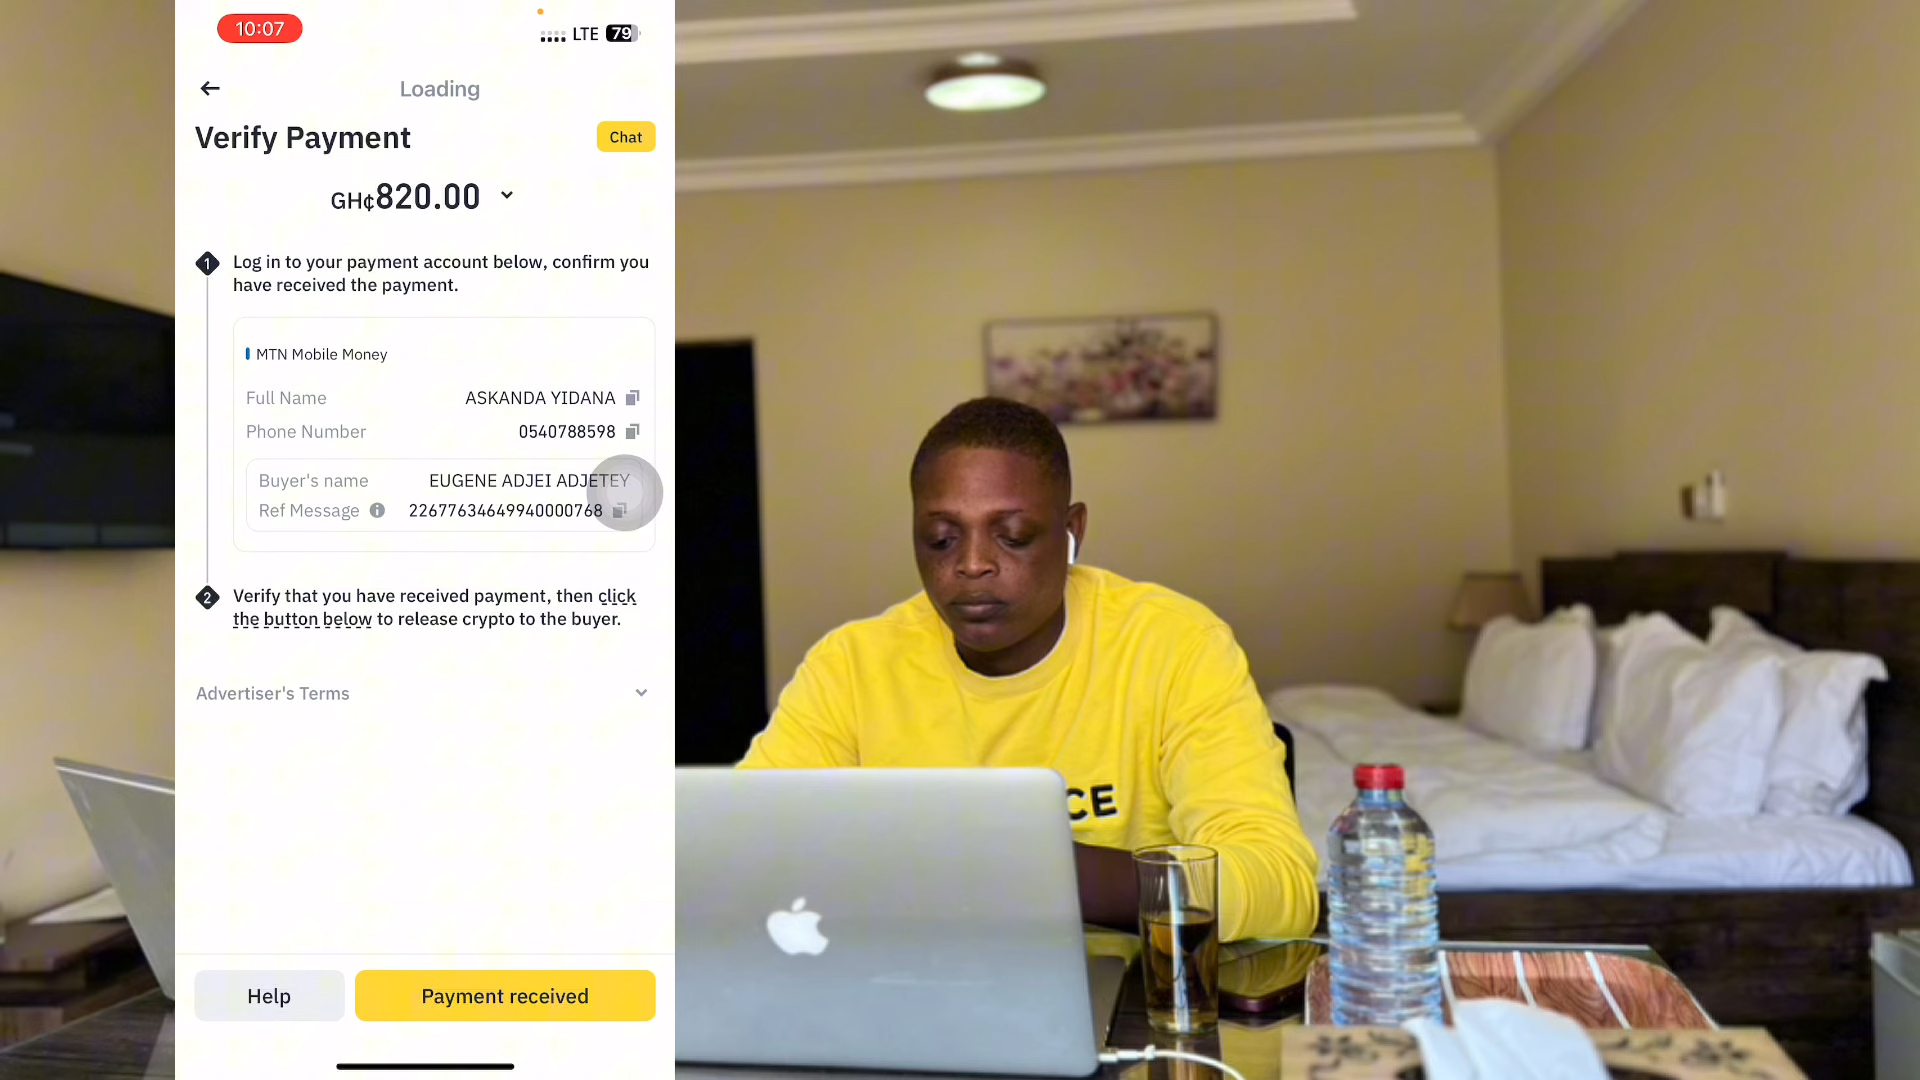 10:07
LTE 79
Loading
Verify Payment
Chat
GH¢820.00
1
Log in to your payment account below, confirm you
have received the payment.
MTN Mobile Money
Full Name ASKANDA YIDANA
Phone Number 0540788598
Buyer's name EUGENE ADJEI ADJETEY
Ref Message 22677634649940000768
2
Verify that you have received payment, then click
the button below to release crypto to the buyer.
Advertiser's Terms
Help
Payment received
CE